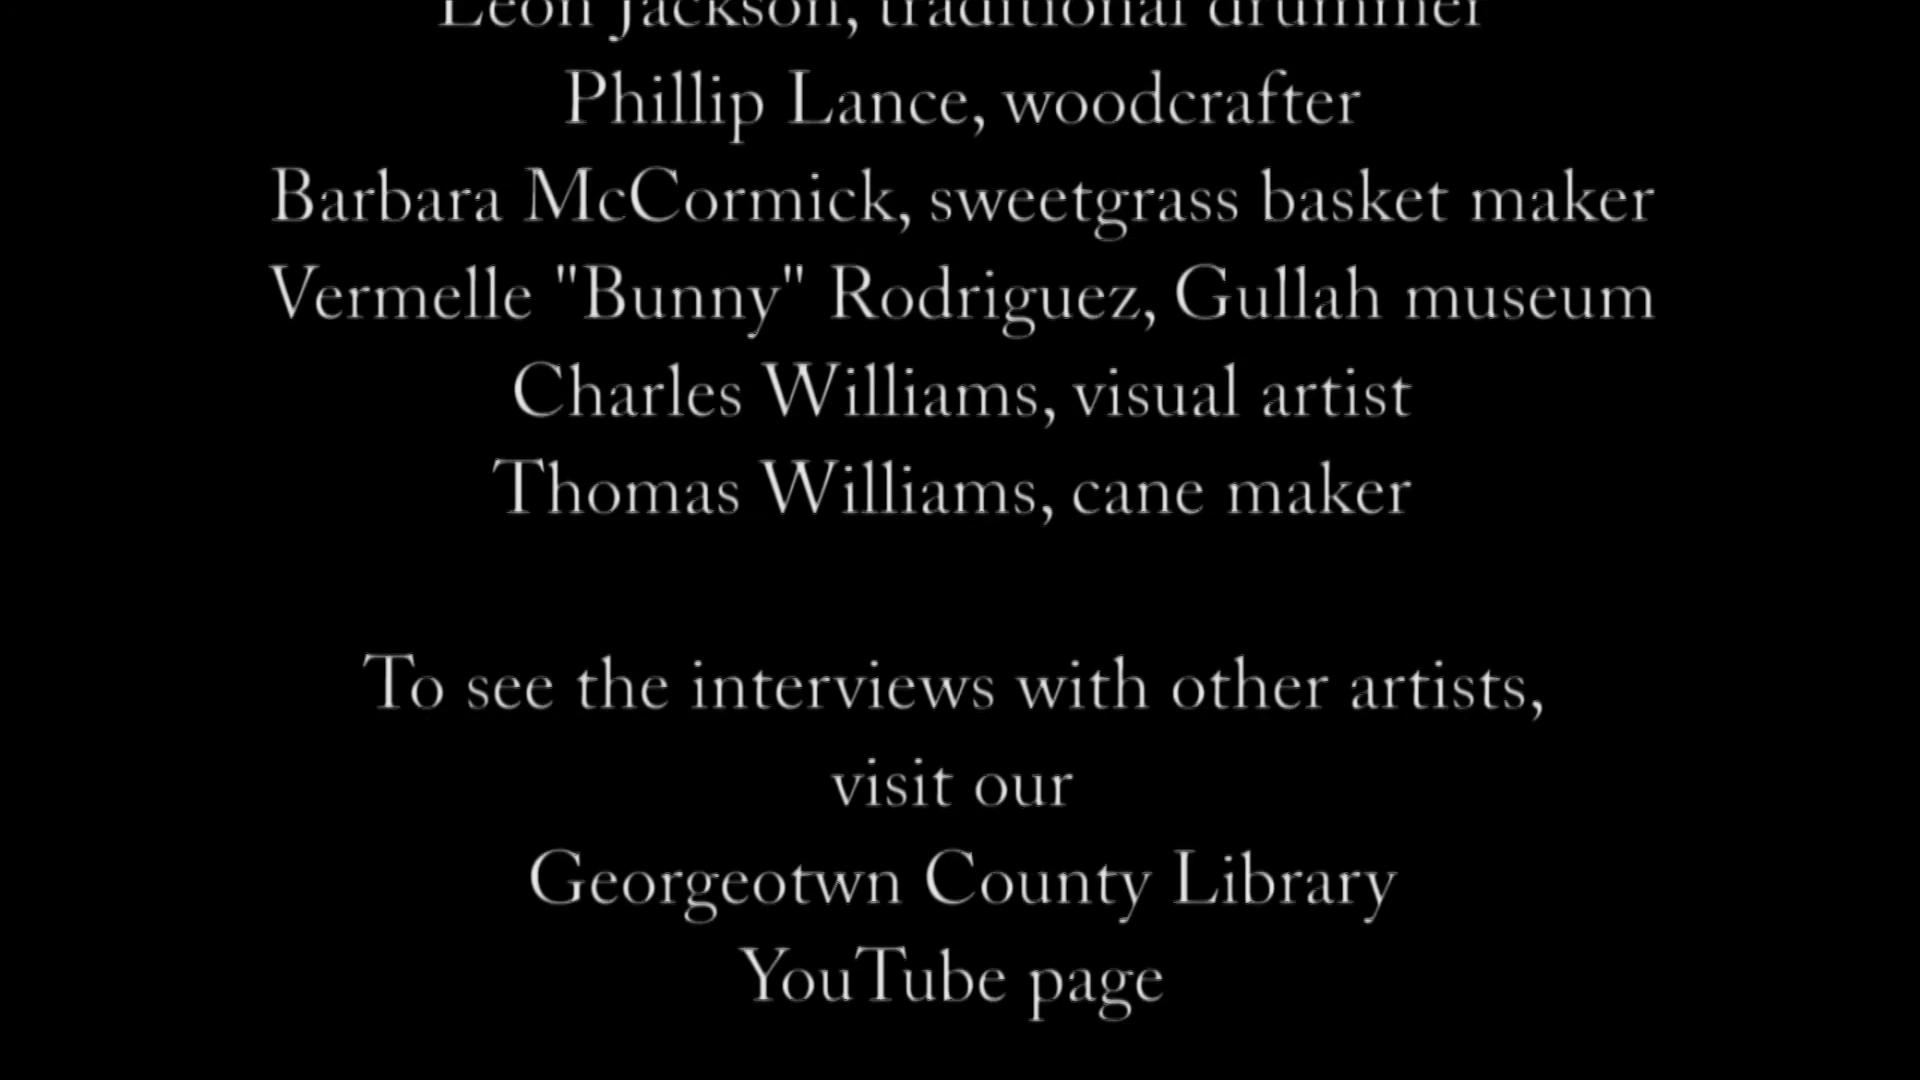 Leon Jackson, traditional drummer
Phillip Lance, woodcrafter
Barbara McCormick, sweetgrass basket maker
Vermelle "Bunny" Rodriguez, Gullah museum
Charles Williams, visual artist
Thomas Williams, cane maker
To see the interviews with other artists,
visit our
Georgeotwn County Library
YouTube page